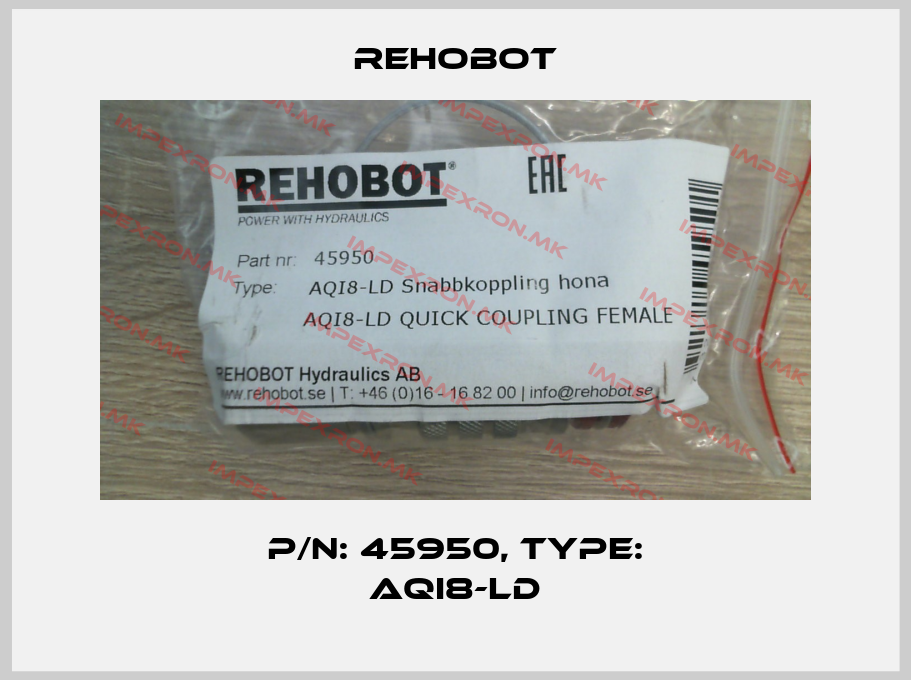 REHOBOT
REHOBOT®
EAC
POWER WITH HYDRAULICS
Part nr: 45950
Type: AQI8-LD Snabbkoppling hona
AQI8-LD QUICK COUPLING FEMALE
REHOBOT Hydraulics AB
www.rehobot.se | T: +46 (0)16 - 16 82 00 | info@rehobot.se
IMPEXRON.MK
P/N: 45950, TYPE:
AQI8-LD